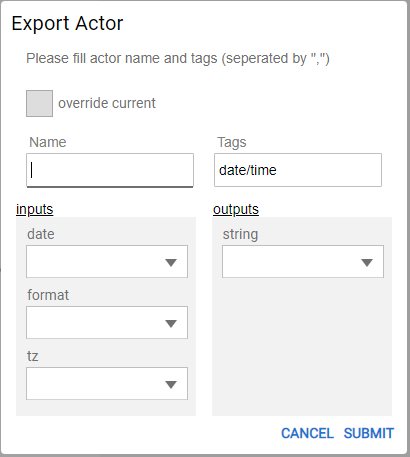 Export Actor
Please fill actor name and tags (seperated by ",")
override current
Name
Tags
date/time
inputs
outputs
date
string
format
tz
CANCEL SUBMIT